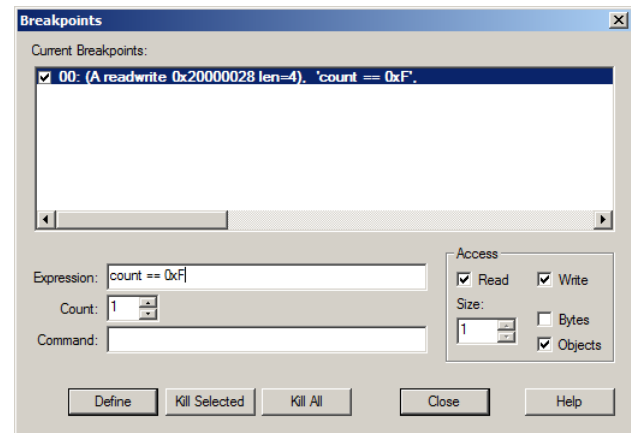 Breakpoints
Current Breakpoints:
00: (A readwrite 0x20000028 len=4), 'count == 0xF',
Access
Expression: count == 0xF
Read Write
Count: 1
Size:
1
Bytes
Command:
Objects
Define Kill Selected Kill All Close Help